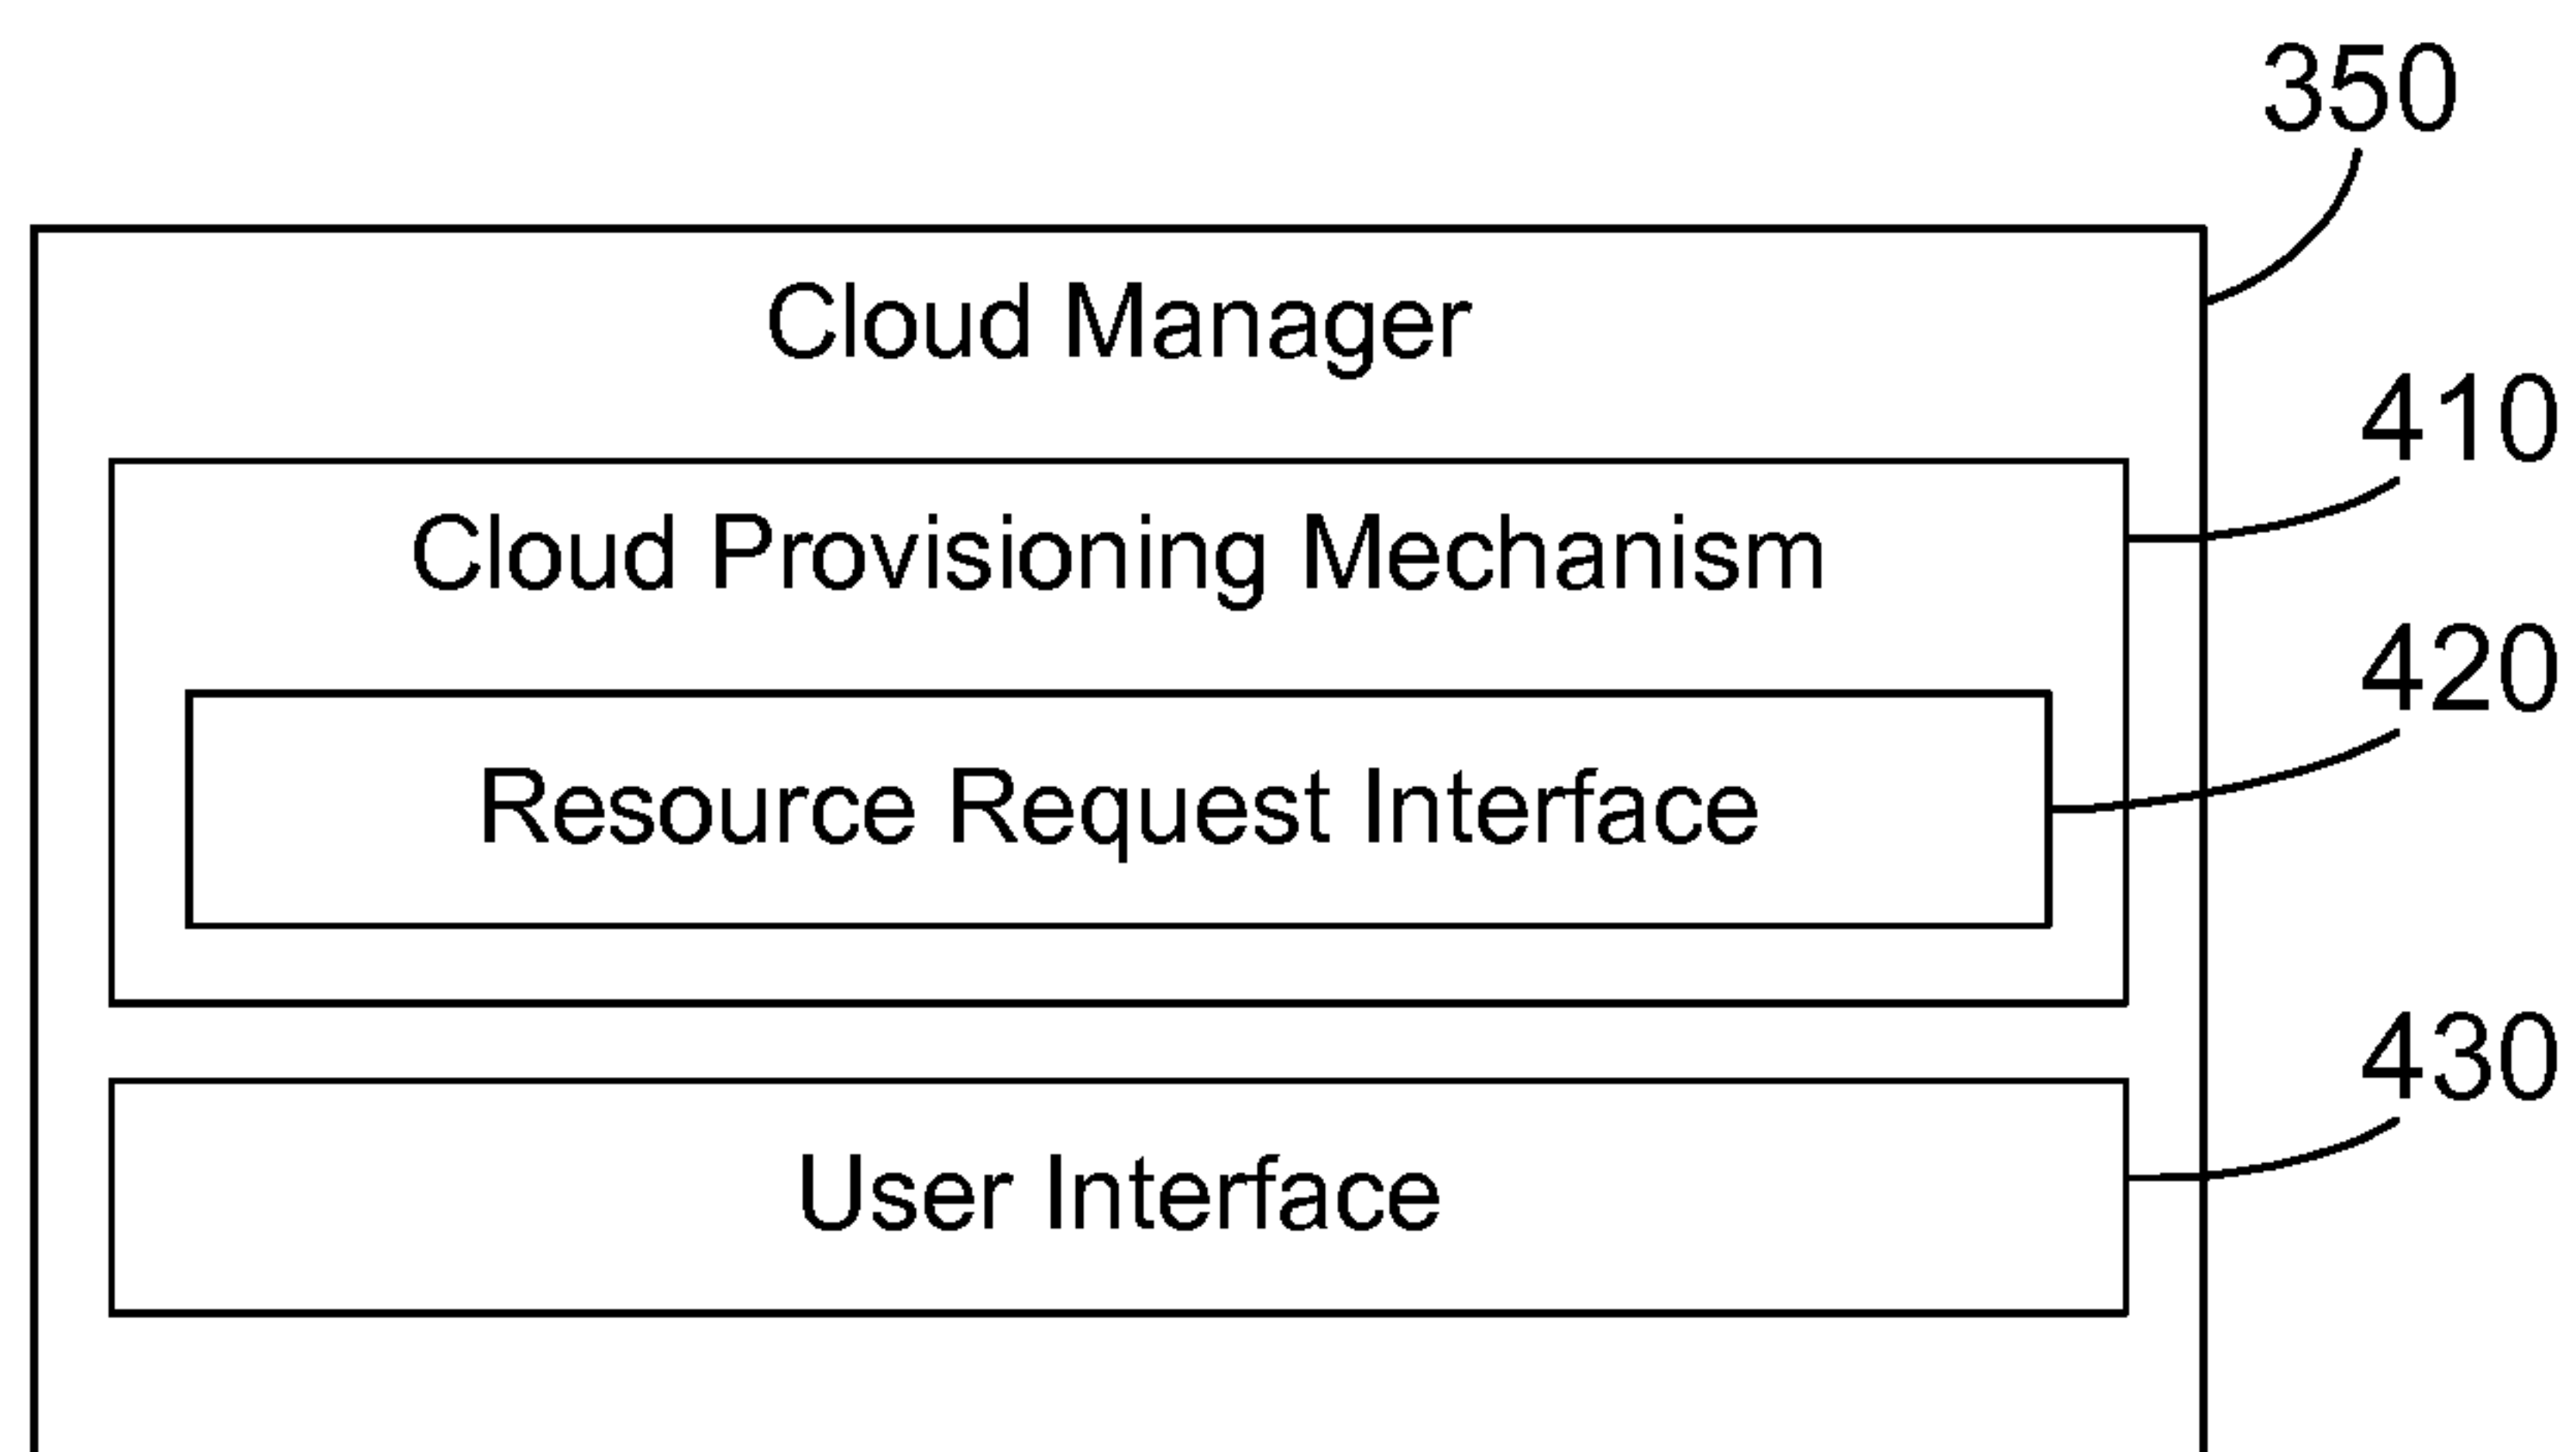 350
Cloud Manager
410
Cloud Provisioning Mechanism
420
Resource Request Interface
430
User Interface